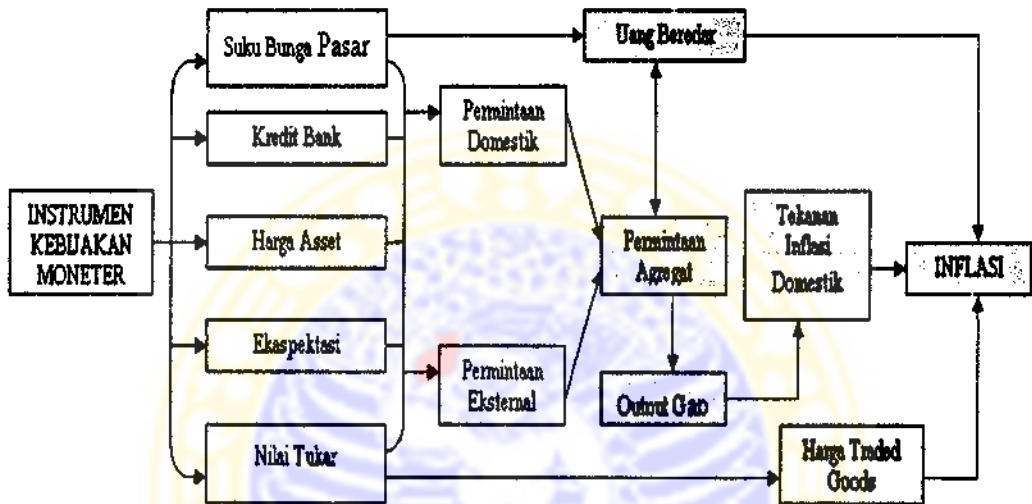 Suku Bunga Pasar
Uang Beredar
Kredit Bank
Permintaan
Domestik
INSTRUMEN
KEBIJAKAN
MONETER
Harga Asset
Permintaan
Agregat
Tekanan
Inflasi
Domestik
INFLASI
Ekaspektasi
Permintaan
Eksternal
Output Gap
Nilai Tukar
Harga Traded
Goods